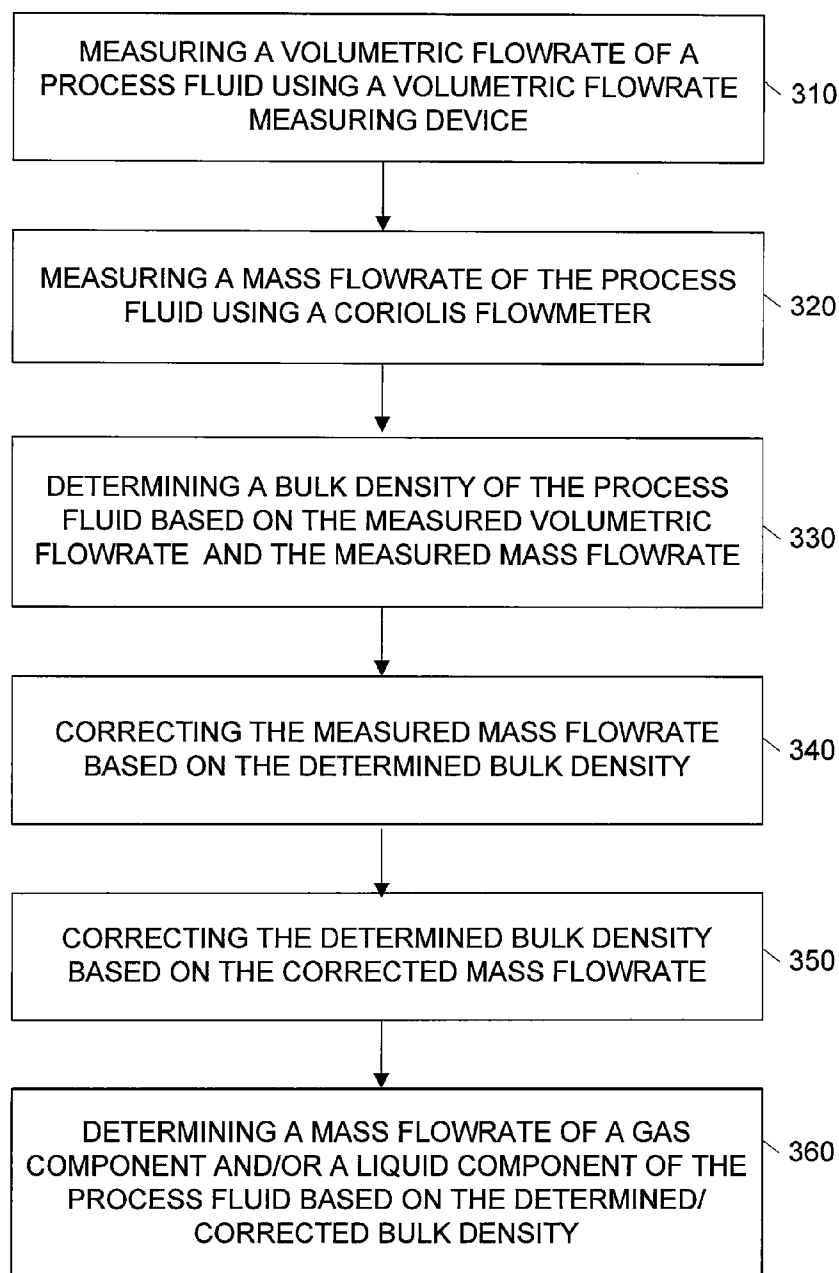 MEASURING A VOLUMETRIC FLOWRATE OF A
PROCESS FLUID USING A VOLUMETRIC FLOWRATE
MEASURING DEVICE
310
MEASURING A MASS FLOWRATE OF THE PROCESS
FLUID USING A CORIOLIS FLOWMETER
320
DETERMINING A BULK DENSITY OF THE PROCESS
FLUID BASED ON THE MEASURED VOLUMETRIC
FLOWRATE AND THE MEASURED MASS FLOWRATE
330
CORRECTING THE MEASURED MASS FLOWRATE
BASED ON THE DETERMINED BULK DENSITY
340
CORRECTING THE DETERMINED BULK DENSITY
BASED ON THE CORRECTED MASS FLOWRATE
350
DETERMINING A MASS FLOWRATE OF A GAS
COMPONENT AND/OR A LIQUID COMPONENT OF THE
PROCESS FLUID BASED ON THE DETERMINED/
CORRECTED BULK DENSITY
360